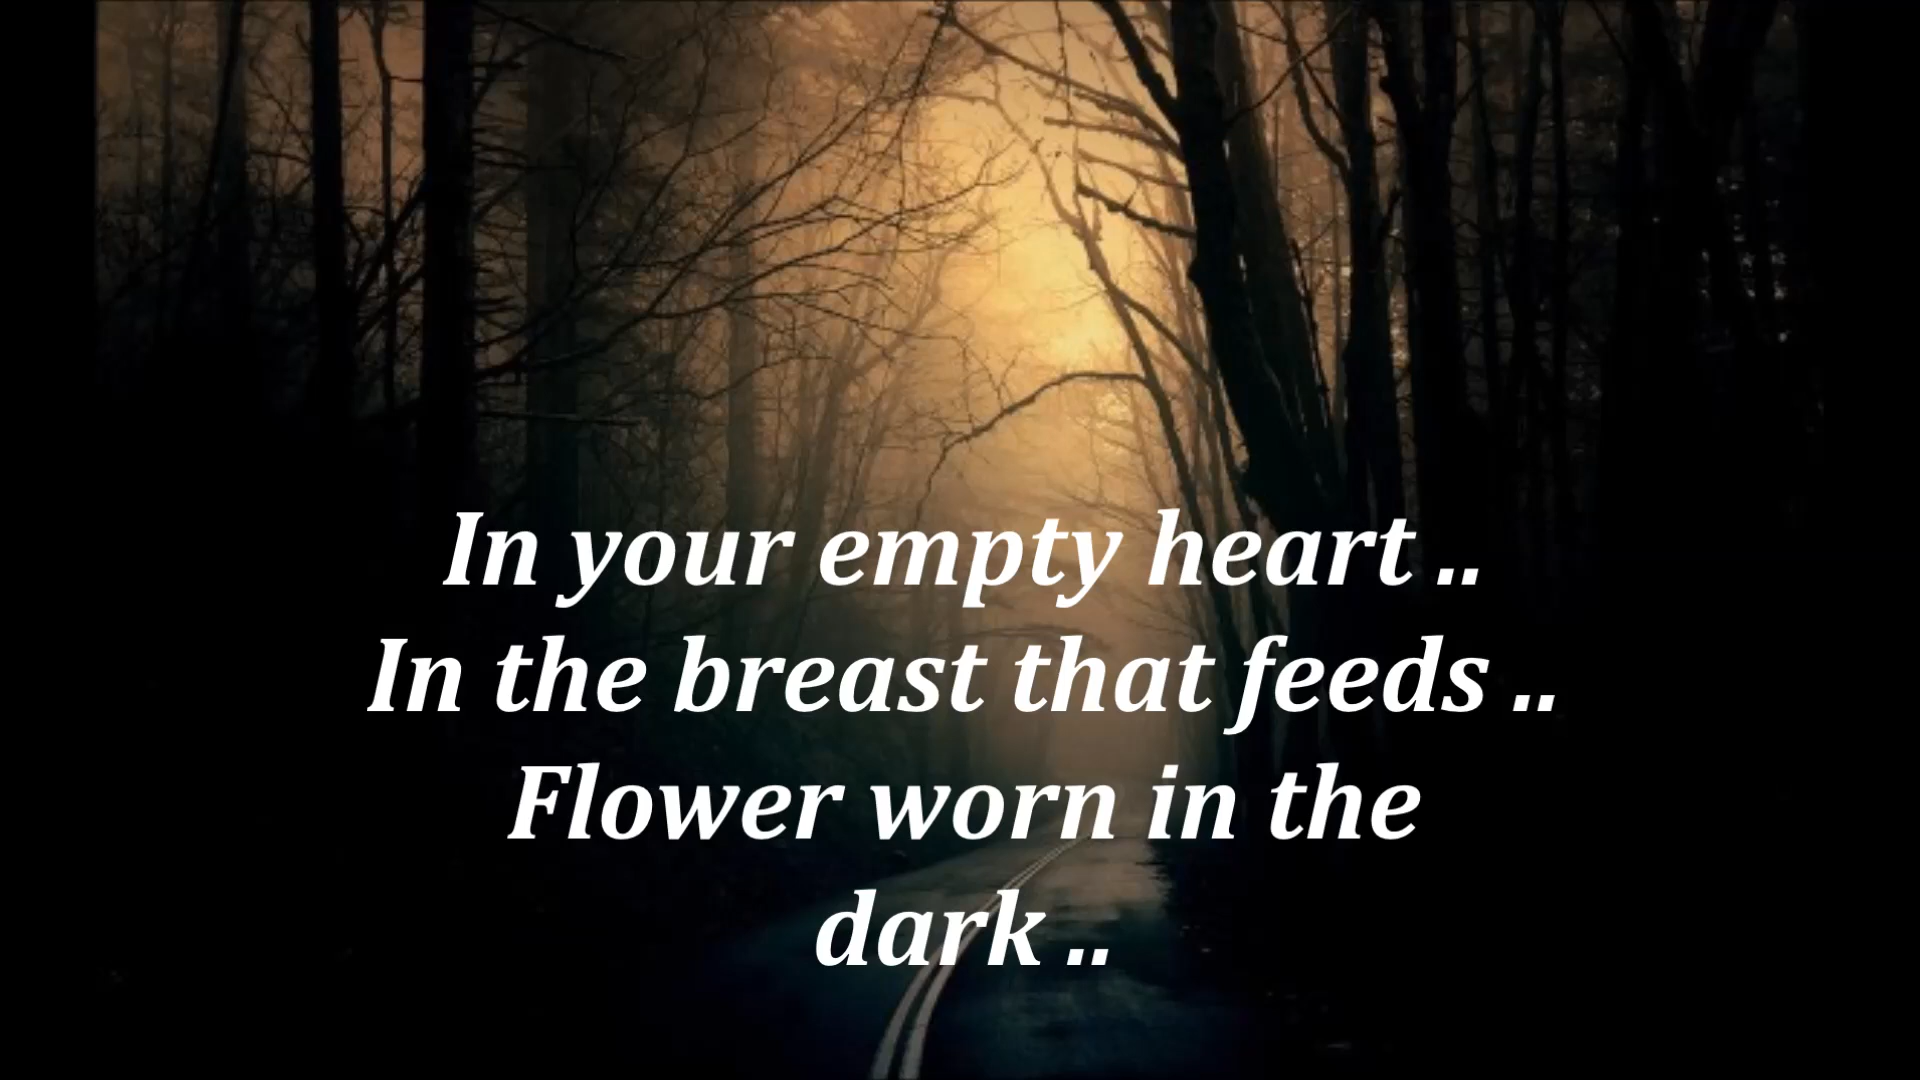 In your empty heart ..
In the breast that feeds ..
Flower worn in the
dark ..